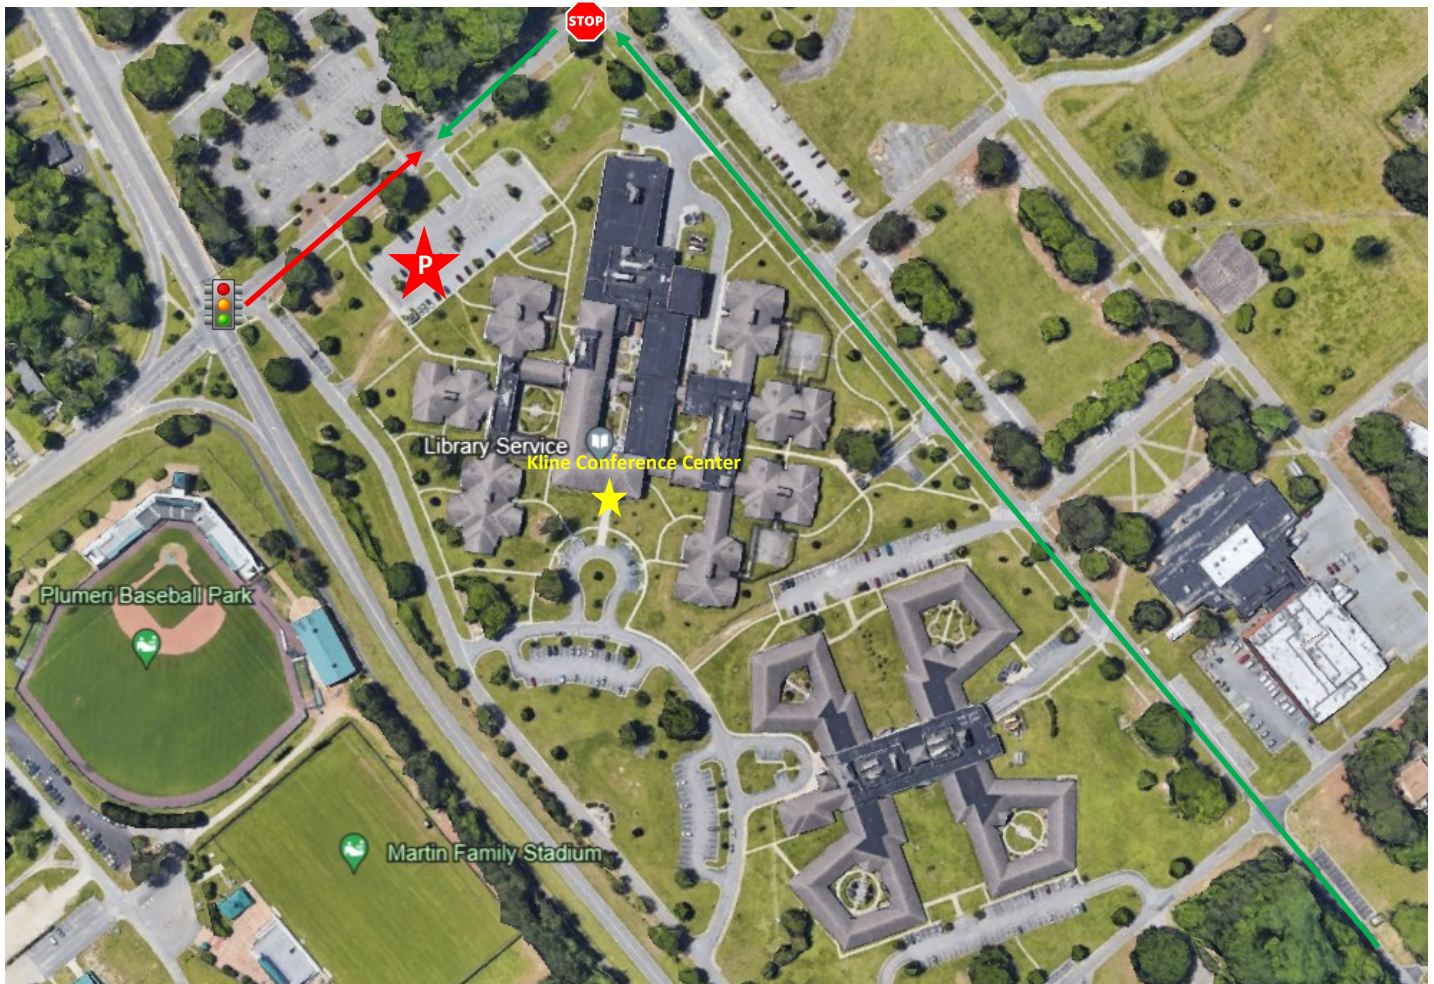 STOP
P
Library Service
Kline Conference Center
Plumeri Baseball Park
Martin Family Stadium